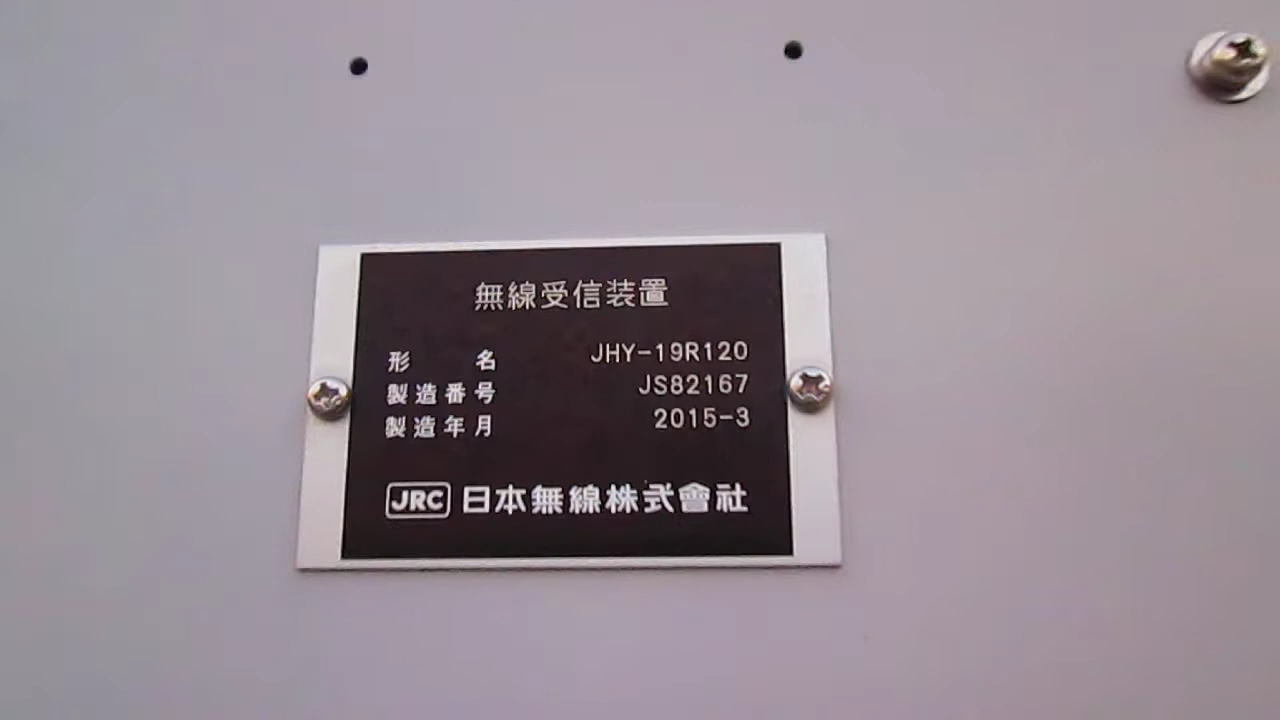 無線受信装置
形 名 JHY-19R120
製造番号 JS82167
製造年月 2015-3
JRC 日本無線株式會社